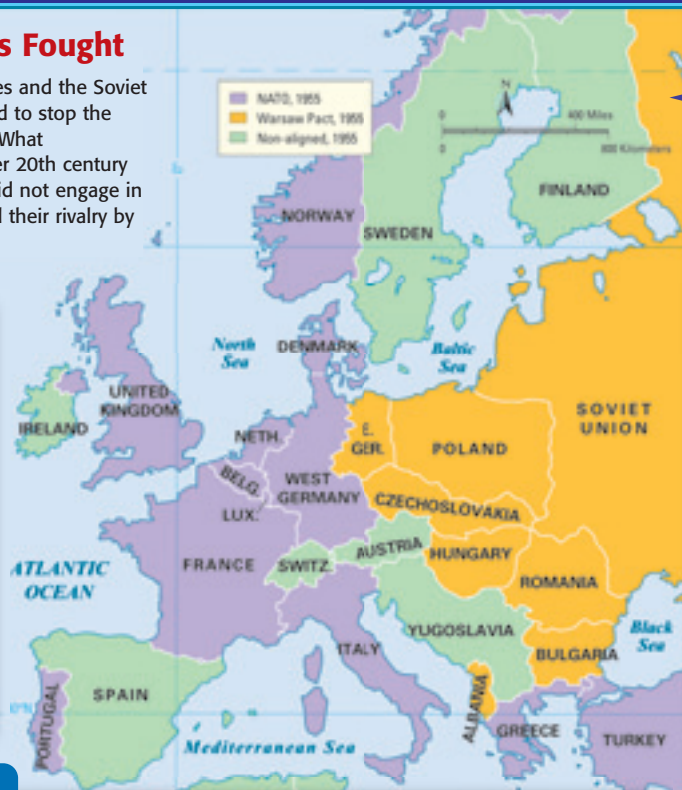 s Fought
es and the Soviet
d to stop the
What
er 20th century
id not engage in
d their rivalry by
NATO, 1955
Warsaw Pact, 1955
Non-aligned, 1955
N
0 400 Miles
0 800 Kilometers
FINLAND
NORWAY
SWEDEN
North
Sea
DENMARK
Baltic
Sea
UNITED
KINGDOM
IRELAND
SOVIET
UNION
NETH.
E.
GER.
POLAND
BELG.
WEST
GERMANY
LUX.
CZECHOSLOVAKIA
ATLANTIC
OCEAN
FRANCE
SWITZ.
AUSTRIA
HUNGARY
ROMANIA
YUGOSLAVIA
Black
Sea
ITALY
BULGARIA
PORTUGAL
SPAIN
ALBANIA
GREECE
TURKEY
Mediterranean Sea